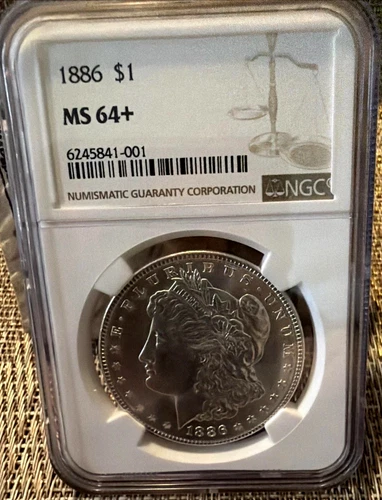 1886 $1
MS 64+
6245841-001
NUMISMATIC GUARANTY CORPORATION
NGC
E·PLURIBUS·UNUM
1886